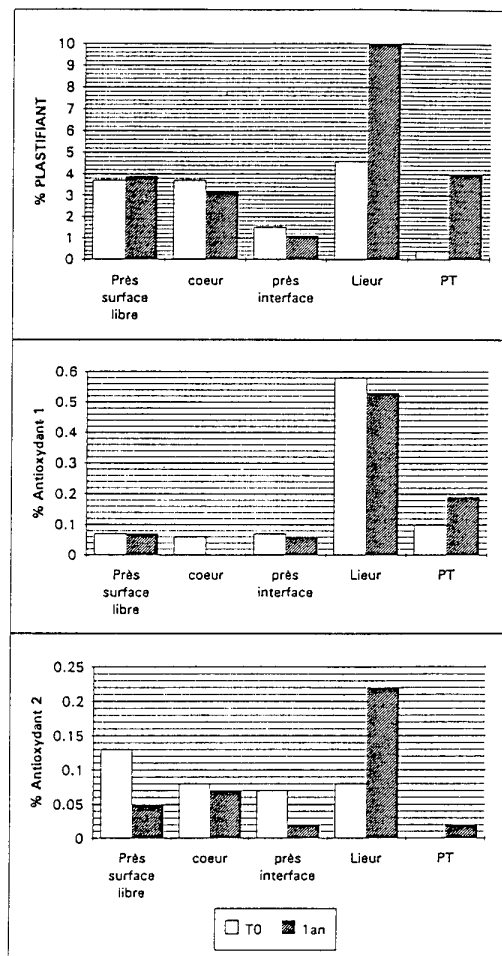 % PLASTIFIANT
10
9
8
7
6
5
4
3
2
1
0
Près surface libre
coeur
près interface
Lieur
PT
% Antioxydant 1
0.6
0.5
0.4
0.3
0.2
0.1
0
Près surface libre
coeur
près interface
Lieur
PT
% Antioxydant 2
0.25
0.2
0.15
0.1
0.05
0
Près surface libre
coeur
près interface
Lieur
PT
T0 1an